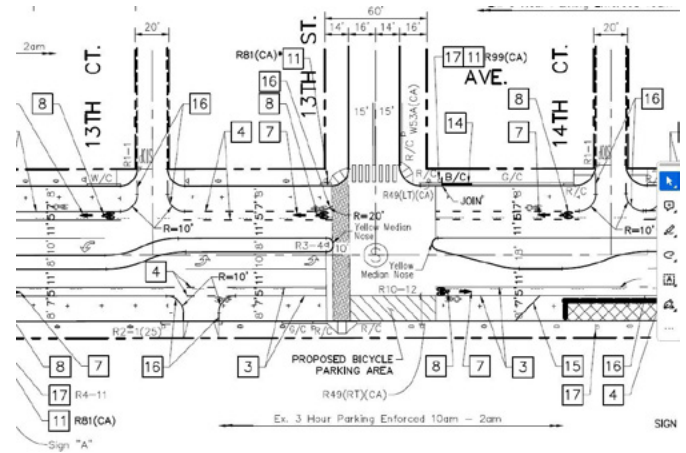 60'
20'
14' 16' 14' 16'
20'
2am
R81(CA)*
11
17
11
R99(CA)
13TH CT.
13TH ST.
AVE.
14TH CT.
8
16
16
8
7
4
15'
15'
W53A(CA)
R/C
14
8
7
16
R1-1
W/C
R/C
B/C
G/C
R/C
R1-1
R49(LT)(CA)
JOIN
R=10'
R=20'
R=10'
Yellow Median
Nose
R3-4
10'
4
R=10'
S
Yellow
Median Nose
R10-12
R2-1(25)
G/C
R/C
R/C
8
7
16
3
PROPOSED BICYCLE
PARKING AREA
8
7
3
15
16
17
R4-11
R49(RT)(CA)
17
4
11
R81(CA)
Ex. 3 Hour Parking Enforced 10am - 2am
SIGN
Sign "A"